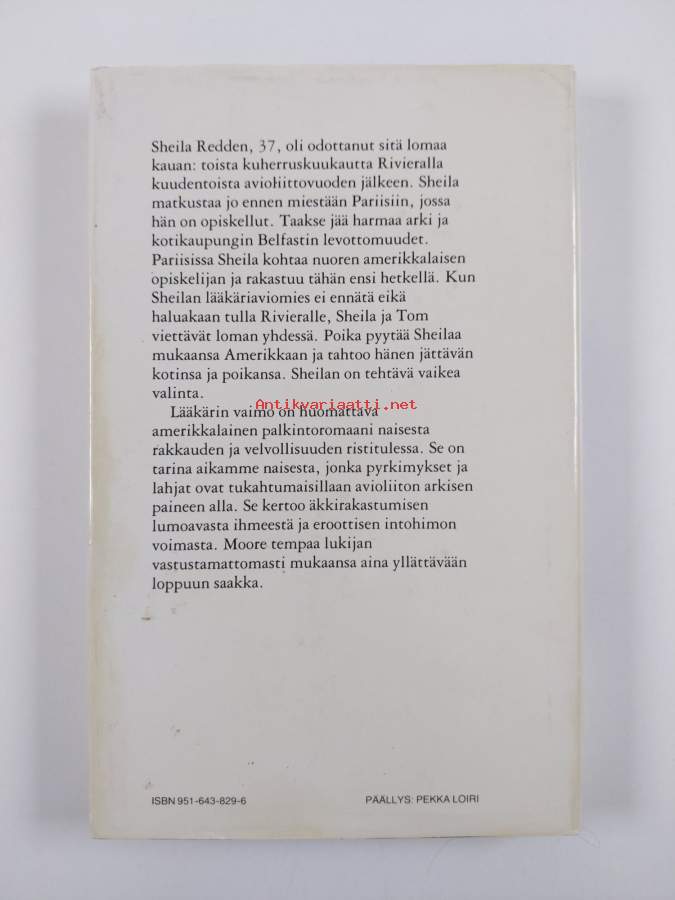 Sheila Redden, 37, oli odottanut sitä lomaa
kauan: toista kuherruskuukautta Rivieralla
kuudentoista avioliittovuoden jälkeen. Sheila
matkustaa jo ennen miestään Pariisiin, jossa
hän on opiskellut. Taakse jää harmaa arki ja
kotikaupungin Belfastin levottomuudet.
Pariisissa Sheila kohtaa nuoren amerikkalaisen
opiskelijan ja rakastuu tähän ensi hetkellä. Kun
Sheilan lääkäriaviomies ei ennätä eikä
haluakaan tulla Rivieralle, Sheila ja Tom
viettävät loman yhdessä. Poika pyytää Sheilaa
mukaansa Amerikkaan ja tahtoo hänen jättävän
kotinsa ja poikansa. Sheilan on tehtävä vaikea
valinta.
Antikvariaatti.net
Lääkärin vaimo on huomattava
amerikkalainen palkintoromaani naisesta
rakkauden ja velvollisuuden ristitulessa. Se on
tarina aikamme naisesta, jonka pyrkimykset ja
lahjat ovat tukahtumaisillaan avioliiton arkisen
paineen alla. Se kertoo äkkirakastumisen
lumoavasta ihmeestä ja eroottisen intohimon
voimasta. Moore tempaa lukijan
vastustamattomasti mukaansa aina yllättävään
loppuun saakka.
ISBN 951-643-829-6
PÄÄLLYS: PEKKA LOIRI